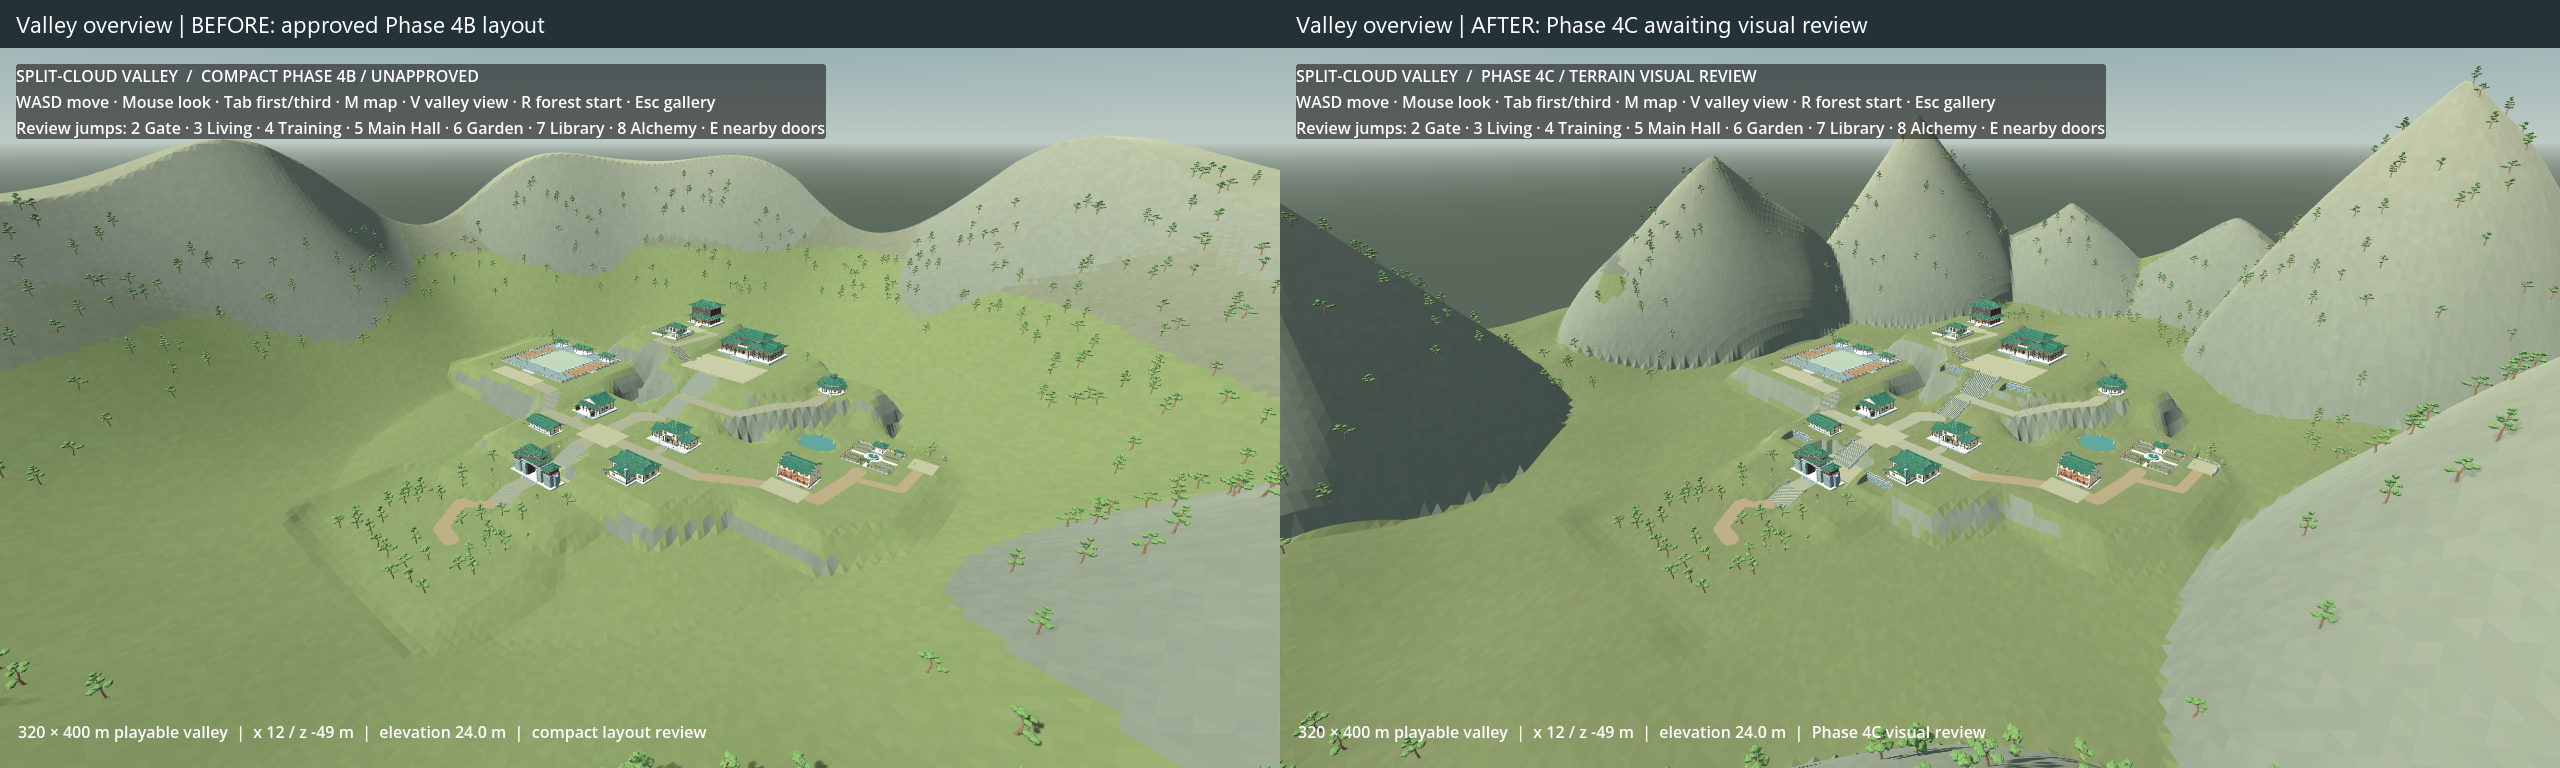 Valley overview | BEFORE: approved Phase 4B layout
SPLIT-CLOUD VALLEY / COMPACT PHASE 4B / UNAPPROVED
WASD move · Mouse look · Tab first/third · M map · V valley view · R forest start · Esc gallery
Review jumps: 2 Gate · 3 Living · 4 Training · 5 Main Hall · 6 Garden · 7 Library · 8 Alchemy · E nearby doors
320 × 400 m playable valley | x 12 / z -49 m | elevation 24.0 m | compact layout review
Valley overview | AFTER: Phase 4C awaiting visual review
SPLIT-CLOUD VALLEY / PHASE 4C / TERRAIN VISUAL REVIEW
WASD move · Mouse look · Tab first/third · M map · V valley view · R forest start · Esc gallery
Review jumps: 2 Gate · 3 Living · 4 Training · 5 Main Hall · 6 Garden · 7 Library · 8 Alchemy · E nearby doors
320 × 400 m playable valley | x 12 / z -49 m | elevation 24.0 m | Phase 4C visual review